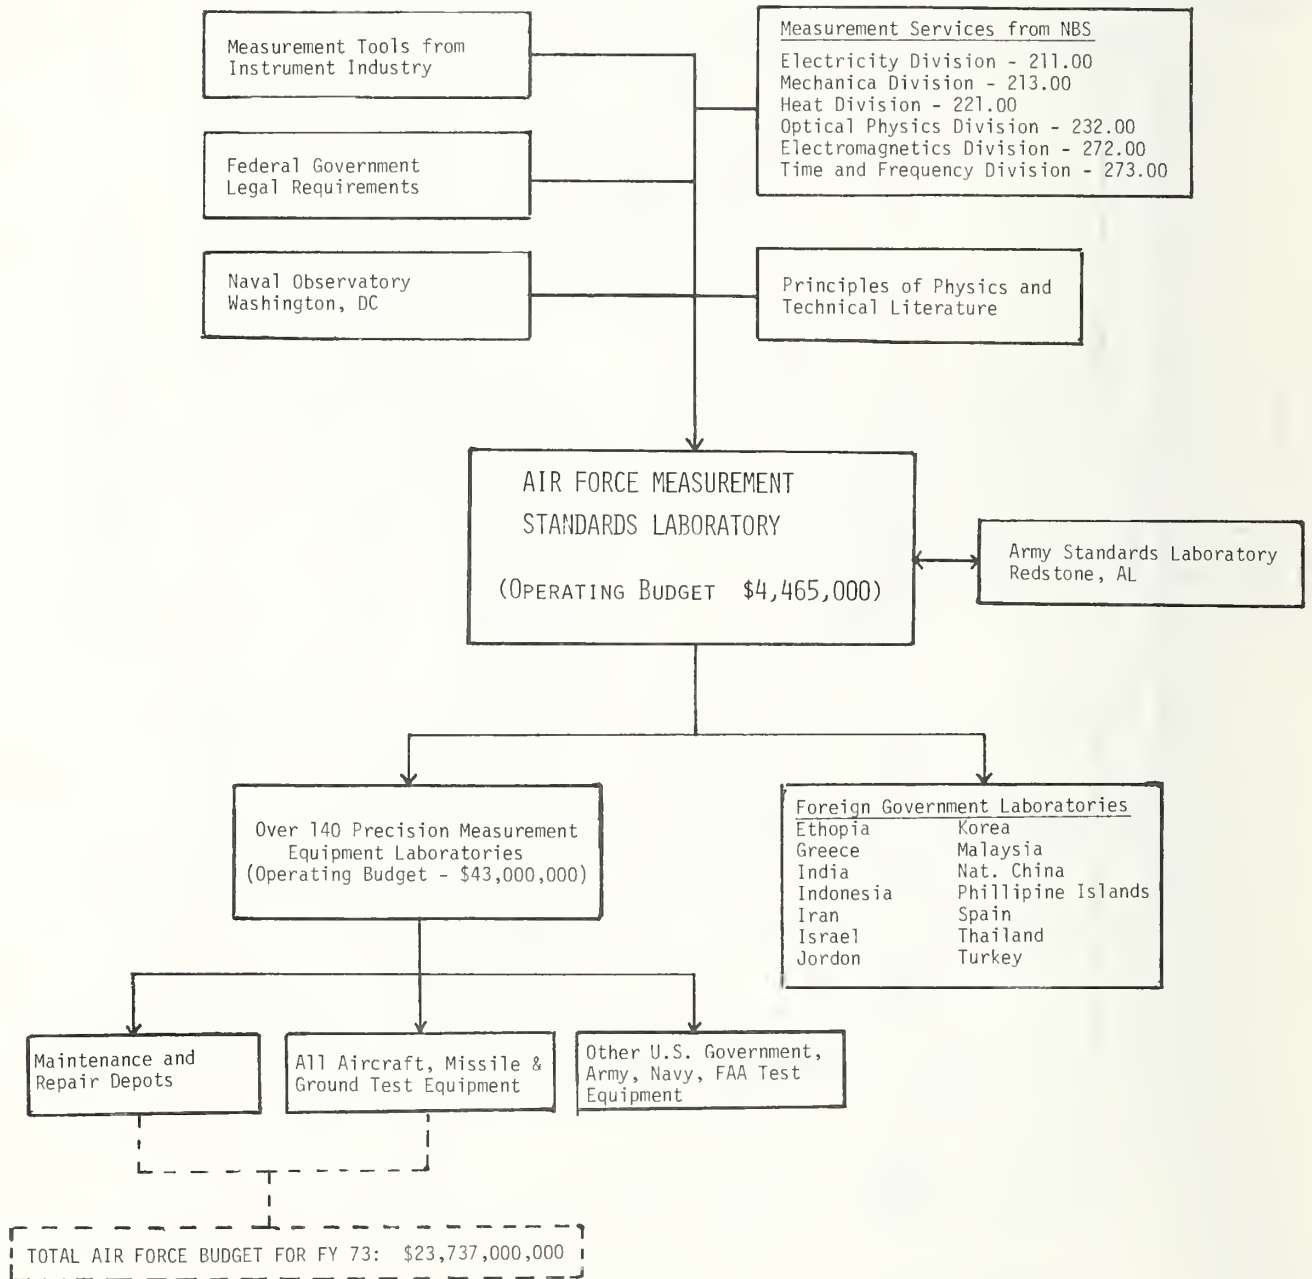 Measurement Tools from
Instrument Industry
Measurement Services from NBS
Electricity Division - 211.00
Mechanica Division - 213.00
Heat Division - 221.00
Optical Physics Division - 232.00
Electromagnetics Division - 272.00
Time and Frequency Division - 273.00
Federal Government
Legal Requirements
Naval Observatory
Washington, DC
Principles of Physics and
Technical Literature
AIR FORCE MEASUREMENT
STANDARDS LABORATORY
(OPERATING BUDGET $4,465,000)
Army Standards Laboratory
Redstone, AL
Over 140 Precision Measurement
Equipment Laboratories
(Operating Budget - $43,000,000)
Foreign Government Laboratories
Ethopia Korea
Greece Malaysia
India Nat. China
Indonesia Phillipine Islands
Iran Spain
Israel Thailand
Jordon Turkey
Maintenance and
Repair Depots
All Aircraft, Missile &
Ground Test Equipment
Other U.S. Government,
Army, Navy, FAA Test
Equipment
TOTAL AIR FORCE BUDGET FOR FY 73: $23,737,000,000